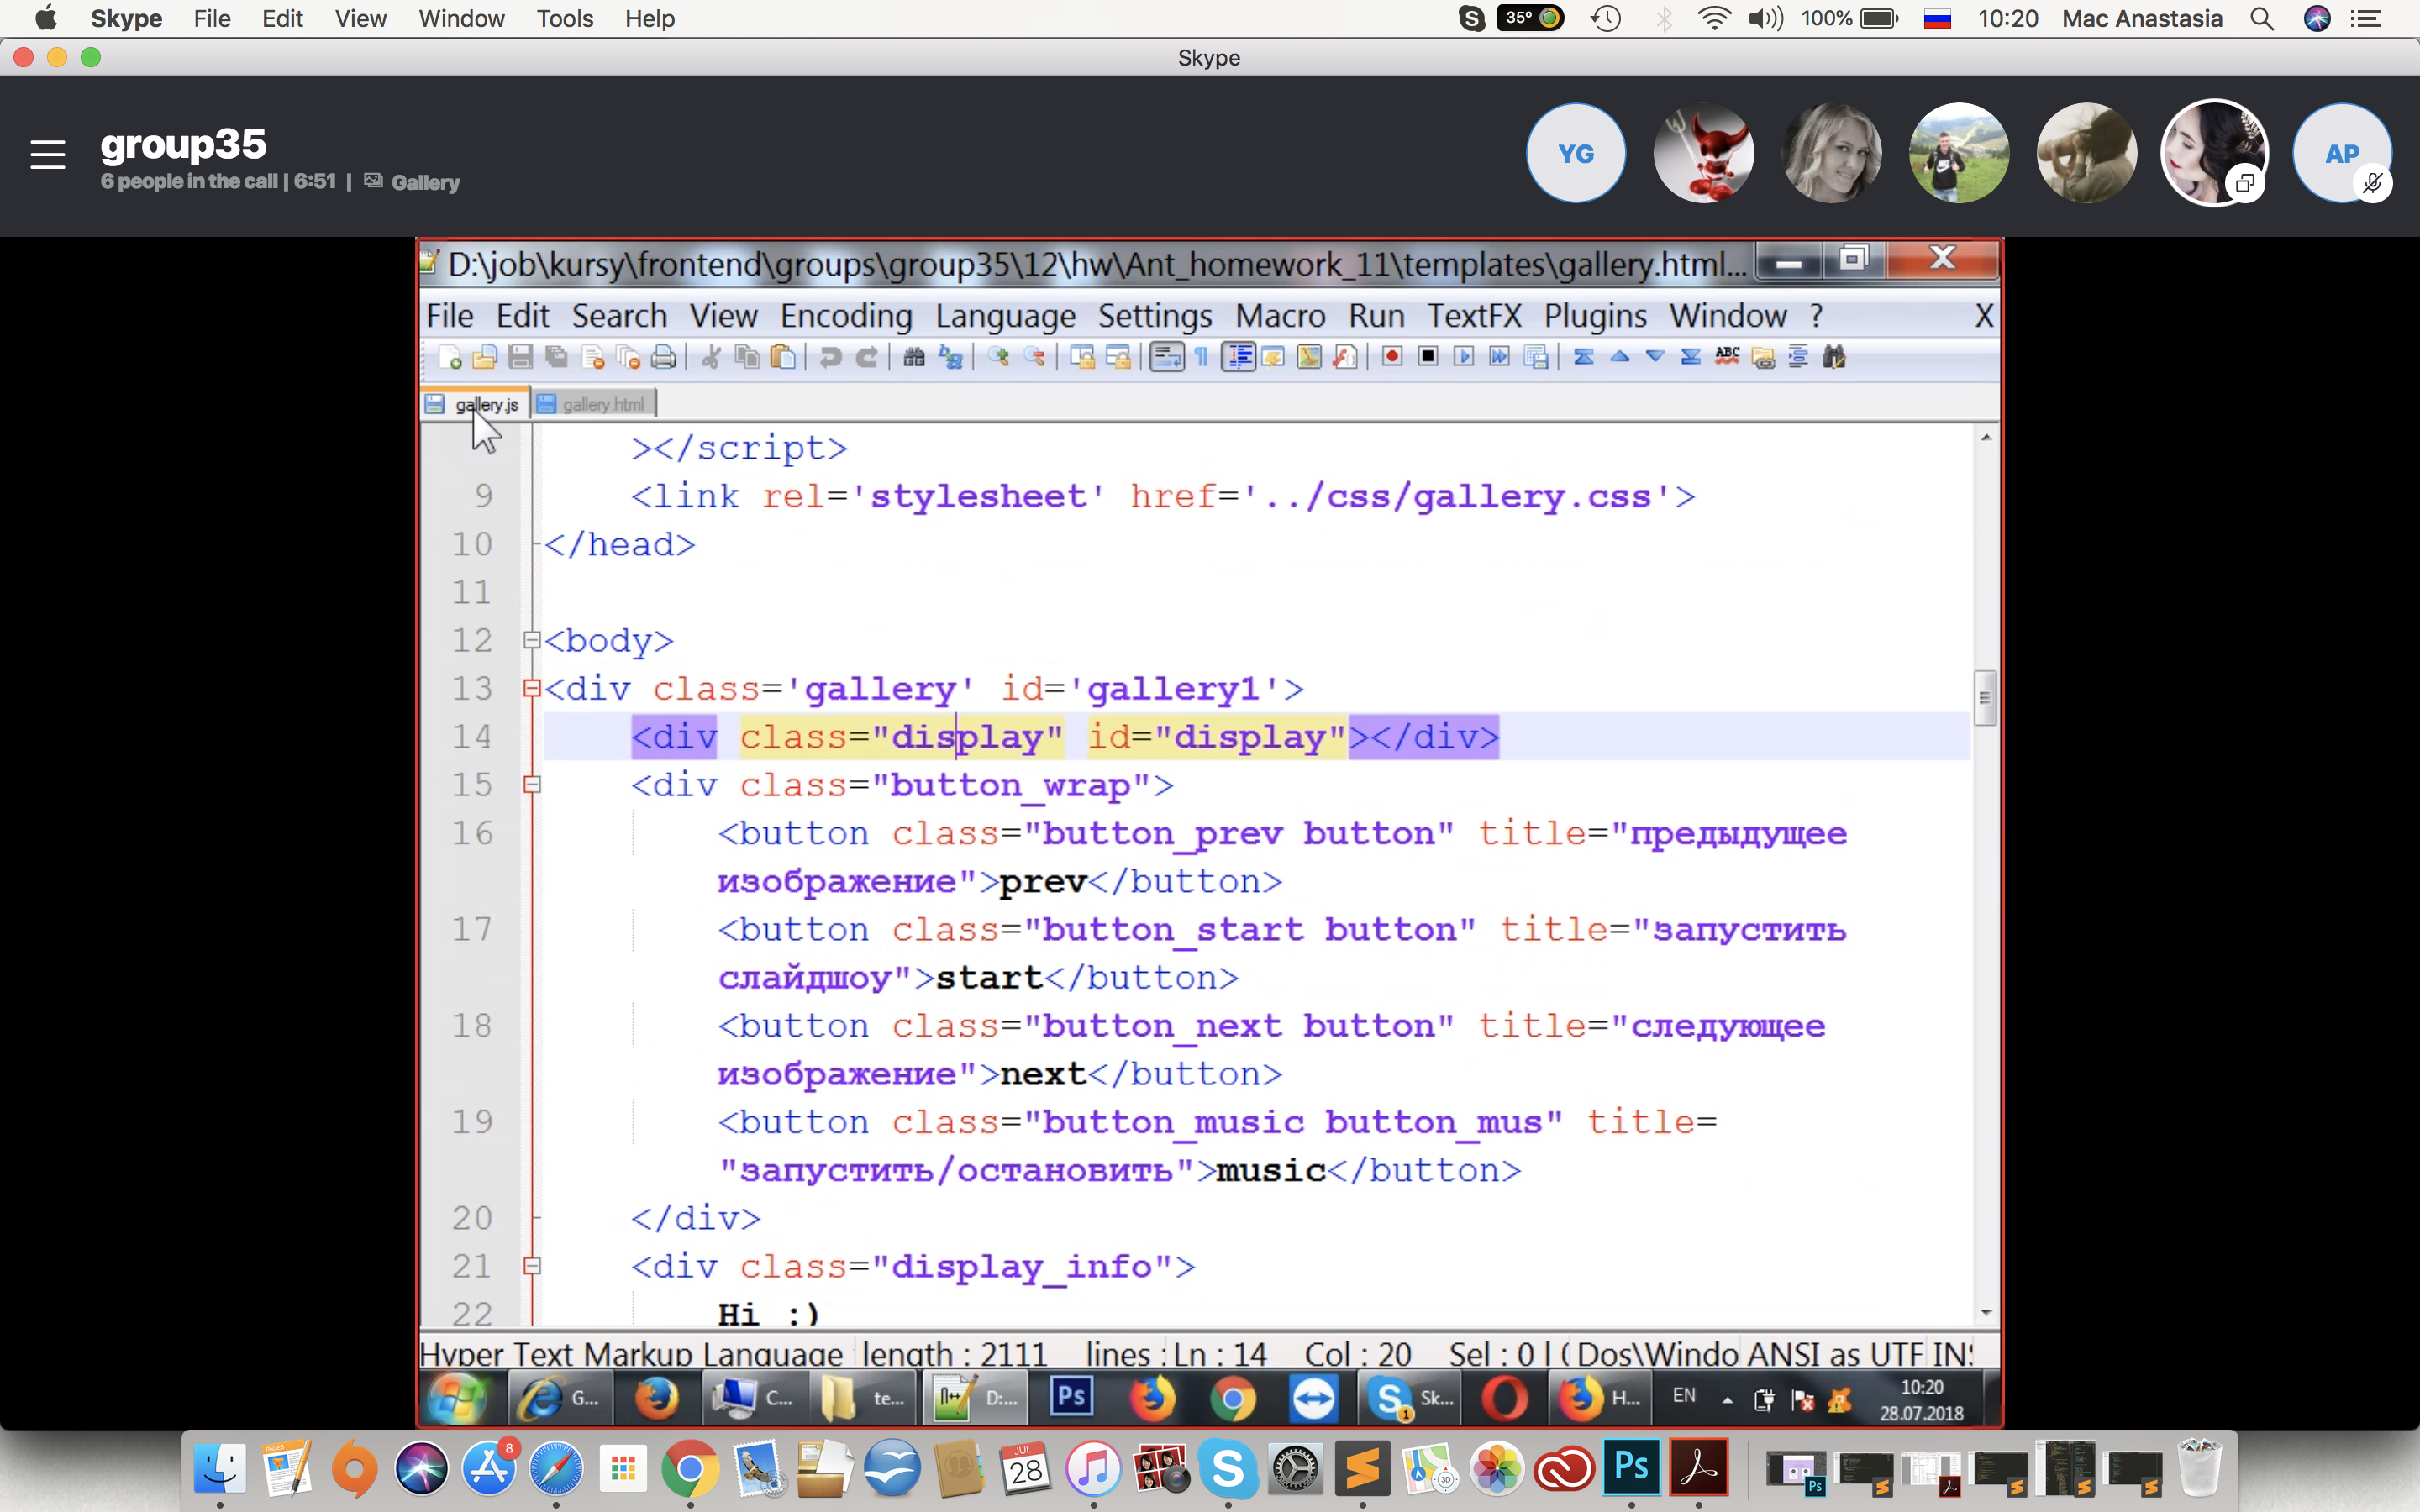 Skype File Edit View Window Tools Help 35° 100% 10:20 Mac Anastasia
Skype
group35
6 people in the call | 6:51 | Gallery
YG AP
D:\job\kursy\frontend\groups\group35\12\hw\Ant_homework_11\templates\gallery.html...
File Edit Search View Encoding Language Settings Macro Run TextFX Plugins Window ? X
ABC
gallery.js gallery.html
></script>
9 <link rel='stylesheet' href='../css/gallery.css'>
10 </head>
11
12 <body>
13 <div class='gallery' id='gallery1'>
14 <div class="display" id="display"></div>
15 <div class="button_wrap">
16 <button class="button_prev button" title="предыдущее
изображение">prev</button>
17 <button class="button_start button" title="запустить
слайдшоу">start</button>
18 <button class="button_next button" title="следующее
изображение">next</button>
19 <button class="button_music button_mus" title=
"запустить/остановить">music</button>
20 </div>
21 <div class="display_info">
22 Hi :)
Hyper Text Markup Language length : 2111 lines : Ln : 14 Col : 20 Sel : 0 | Dos\Windo ANSI as UTF IN
G... C... te... D:... Ps 1 Sk... H... EN 10:20
28.07.2018
PAGES 8 JUL 28 3D Ps Ps